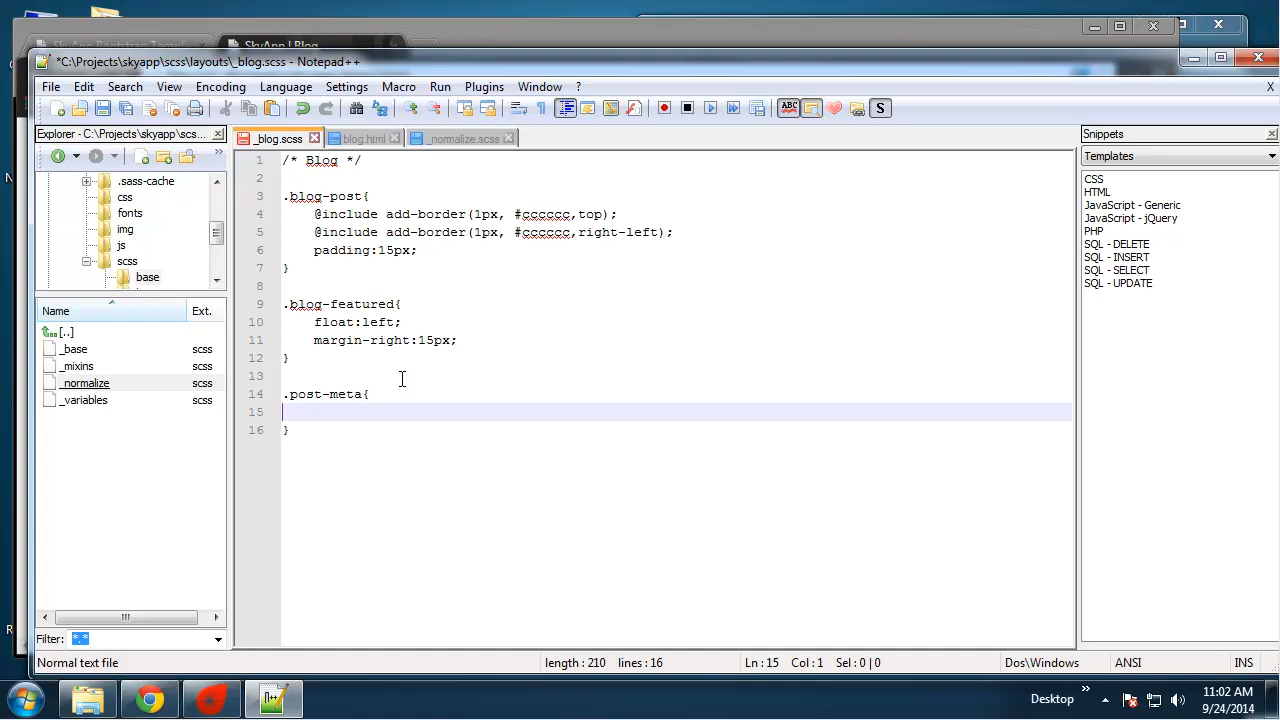 SkyApp | Blog
*C:\Projects\skyapp\scss\layouts\_blog.scss - Notepad++
File Edit Search View Encoding Language Settings Macro Run Plugins Window ? X
Explorer - C:\Projects\skyapp\scs...
_blog.scss blog.html _normalize.scss
Snippets
Templates
.sass-cache
css
fonts
img
js
scss
base
Name Ext.
[..]
_base scss
_mixins scss
_normalize scss
_variables scss
Filter: *.*
1 /* Blog */
2
3 .blog-post{
4 @include add-border(1px, #cccccc,top);
5 @include add-border(1px, #cccccc,right-left);
6 padding:15px;
7 }
8
9 .blog-featured{
10 float:left;
11 margin-right:15px;
12 }
13
14 .post-meta{
15
16 }
CSS
HTML
JavaScript - Generic
JavaScript - jQuery
PHP
SQL - DELETE
SQL - INSERT
SQL - SELECT
SQL - UPDATE
Normal text file length : 210 lines : 16 Ln : 15 Col : 1 Sel : 0 | 0 Dos\Windows ANSI INS
Desktop
11:02 AM
9/24/2014